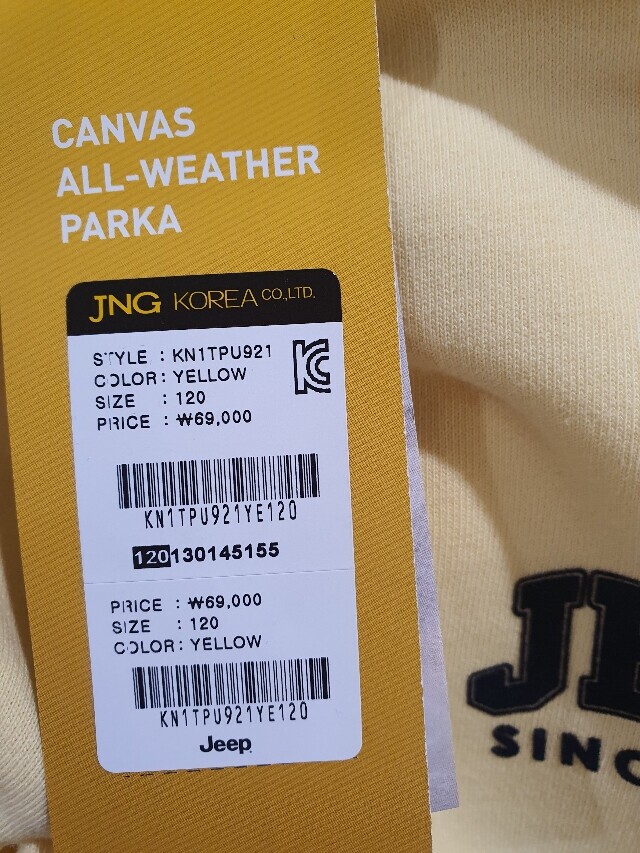 CANVAS
ALL-WEATHER
PARKA
JNG KOREA CO.,LTD.
STYLE : KN1TPU921
COLOR : YELLOW
SIZE : 120
PRICE : ₩69,000
KN1TPU921YE120
120130145155
PRICE : ₩69,000
SIZE : 120
COLOR : YELLOW
KN1TPU921YE120
Jeep